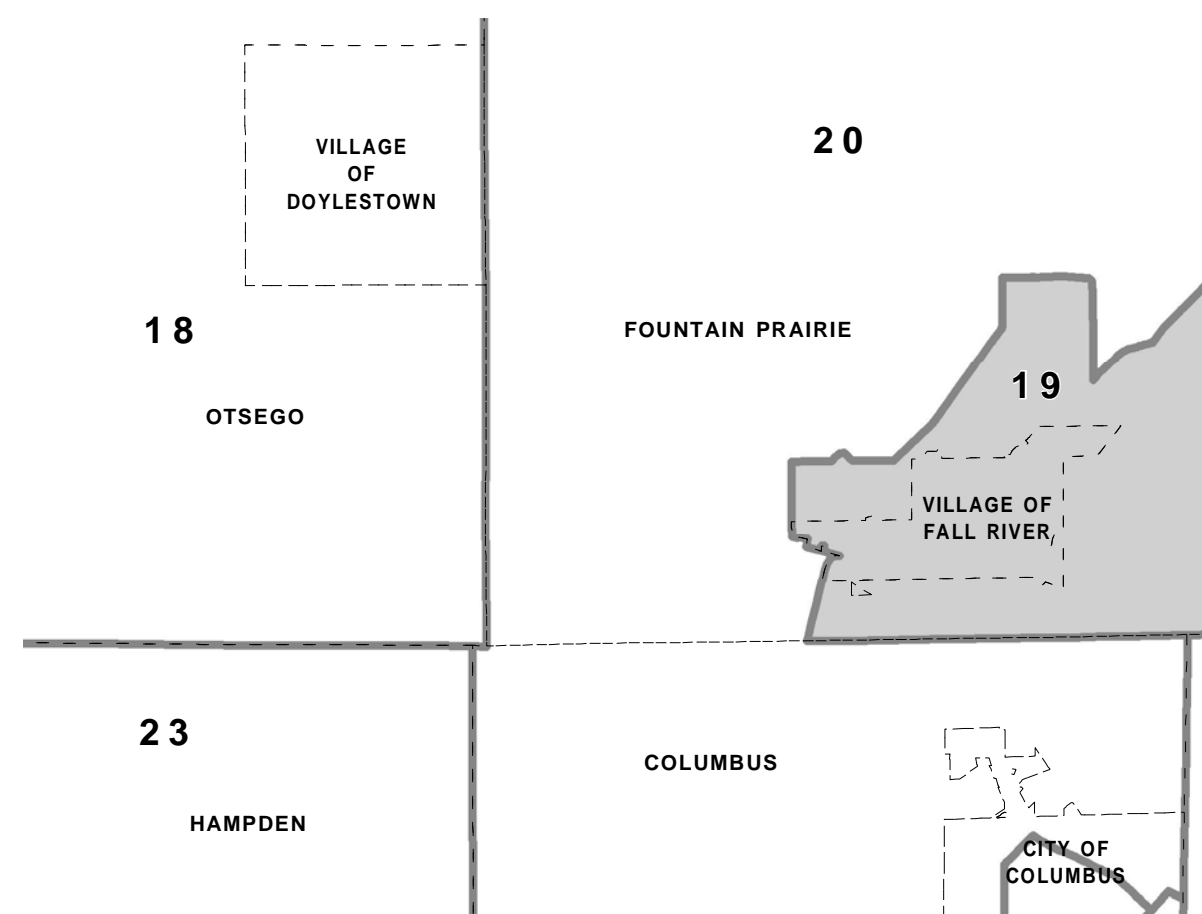 20
VILLAGE
OF
DOYLESTOWN
18
FOUNTAIN PRAIRIE
19
OTSEGO
VILLAGE OF
FALL RIVER
23
COLUMBUS
HAMPDEN
CITY OF
COLUMBUS